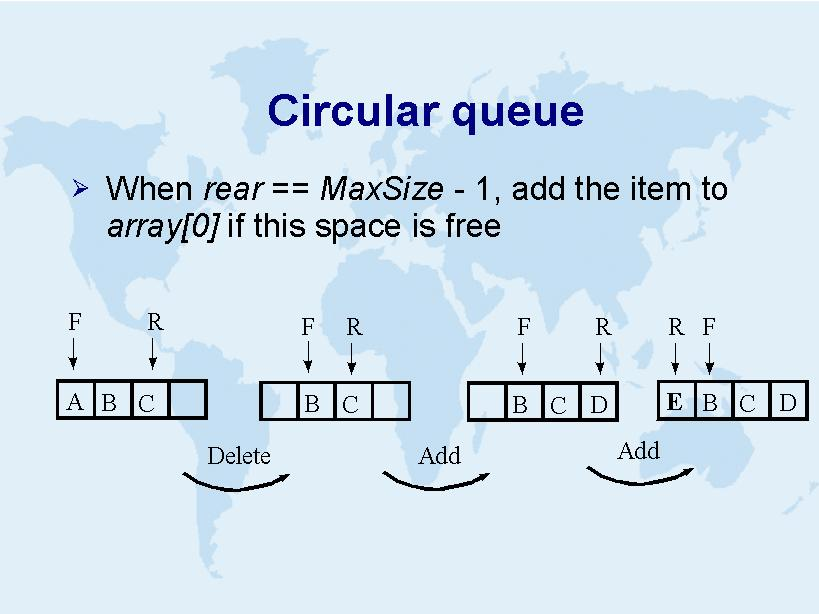 Circular queue
When rear == MaxSize - 1, add the item to
array[0] if this space is free
F R F R F R R F
A B C B C B C D E B C D
Delete Add Add